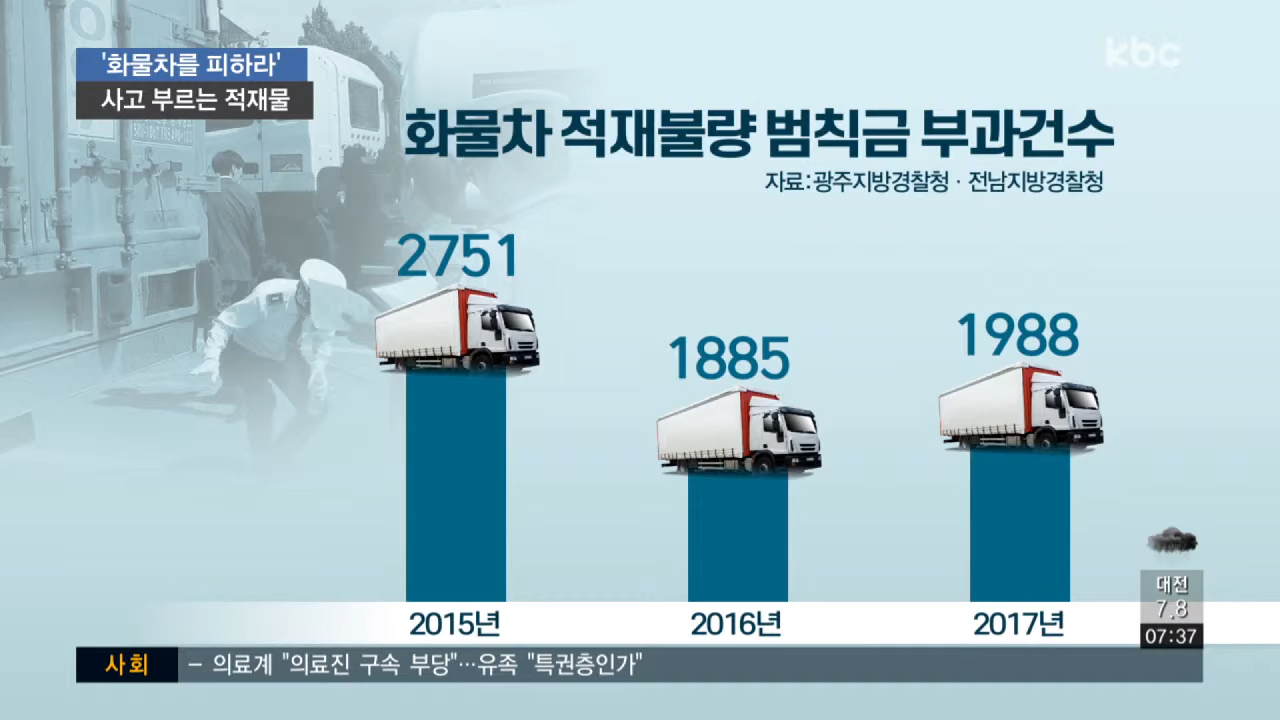 '화물차를 피하라'
사고 부르는 적재물
kbc
화물차 적재불량 범칙금 부과건수
자료:광주지방경찰청 · 전남지방경찰청
2751
1885
1988
2015년
2016년
2017년
대전
7.8
07:37
사회
– 의료계 "의료진 구속 부당"…유족 "특권층인가"